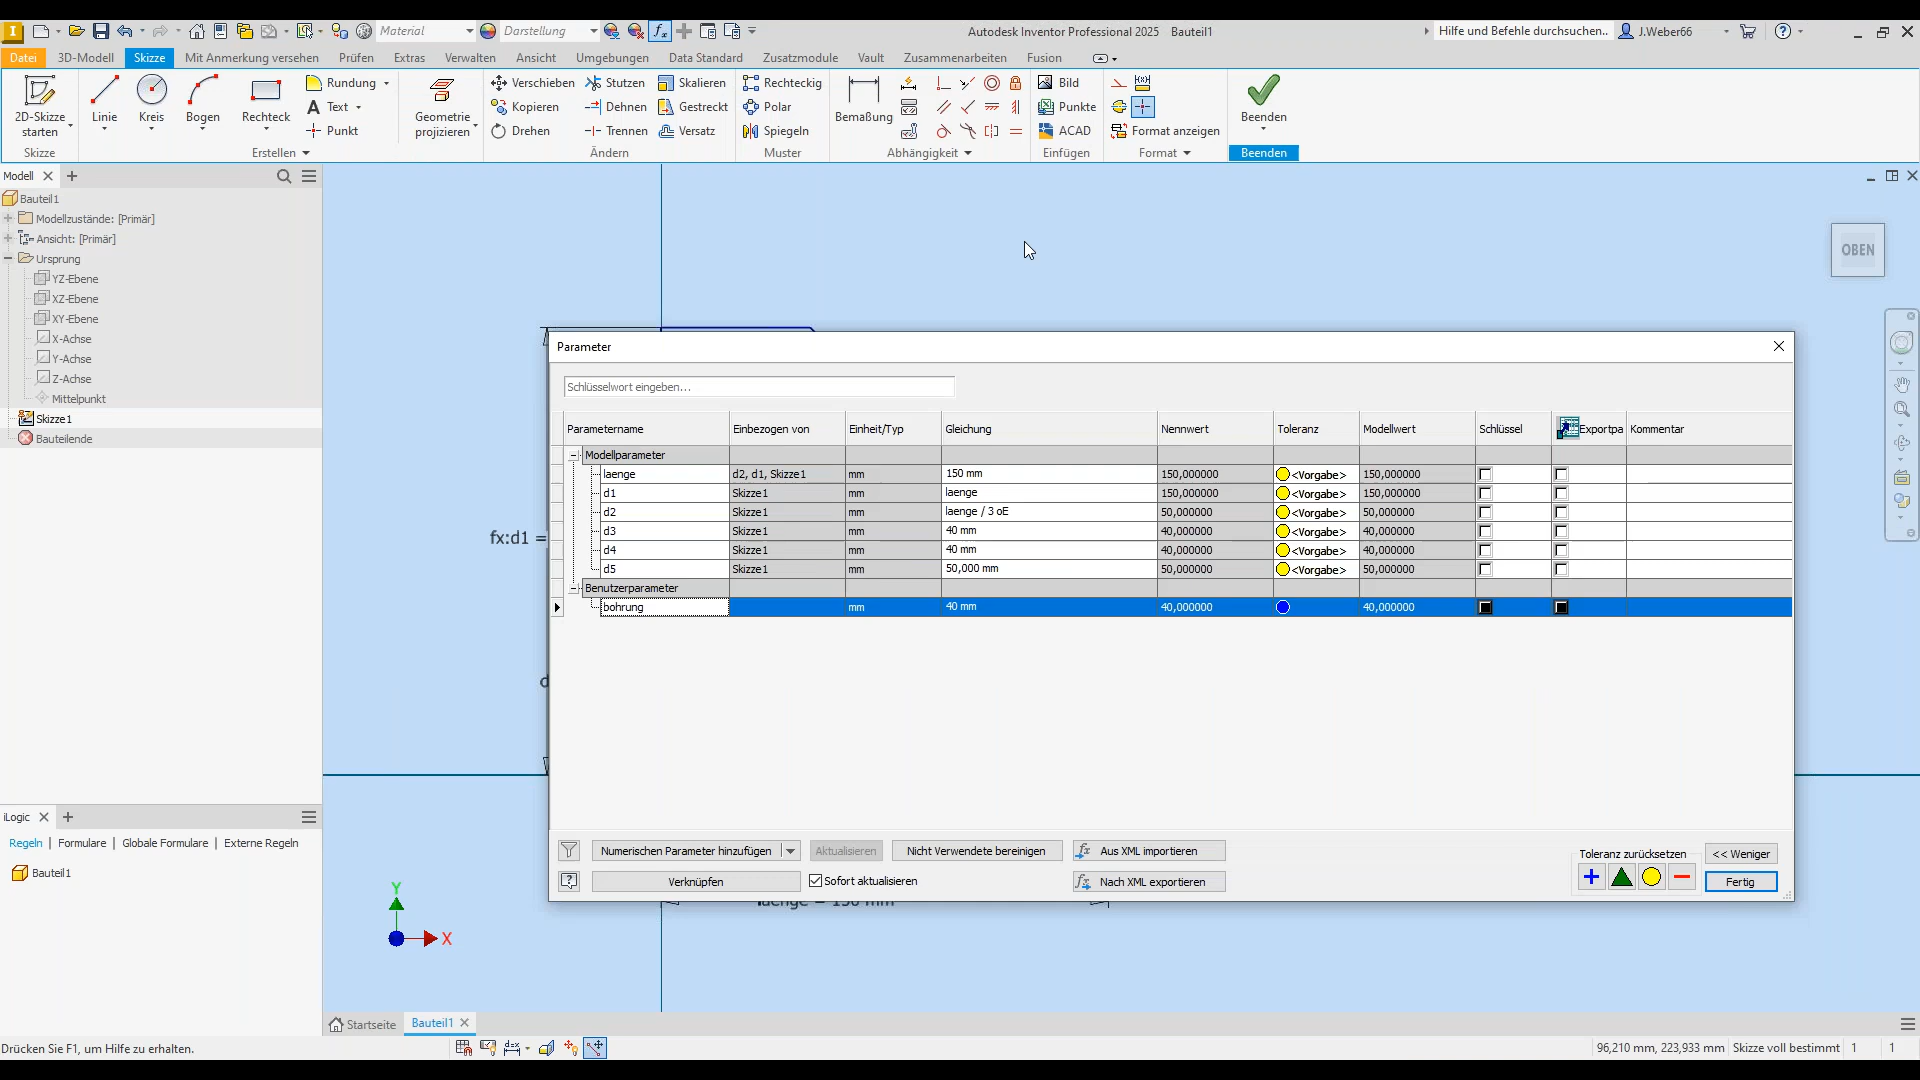 Material
Darstellung
Autodesk Inventor Professional 2025 Bauteil1
Hilfe und Befehle durchsuchen..
J.Weber66
Datei 3D-Modell Skizze Mit Anmerkung versehen Prüfen Extras Verwalten Ansicht Umgebungen Data Standard Zusatzmodule Vault Zusammenarbeiten Fusion
2D-Skizze starten
Linie
Kreis
Bogen
Rechteck
Rundung
Text
Punkt
Geometrie projizieren
Verschieben
Kopieren
Drehen
Stutzen
Dehnen
Trennen
Skalieren
Gestreckt
Versatz
Rechteckig
Polar
Spiegeln
Bemaßung
Bild
Punkte
ACAD
Format anzeigen
Beenden
Skizze Erstellen Ändern Muster Abhängigkeit Einfügen Format Beenden
Modell
Bauteil1
Modellzustände: [Primär]
Ansicht: [Primär]
Ursprung
YZ-Ebene
XZ-Ebene
XY-Ebene
X-Achse
Y-Achse
Z-Achse
Mittelpunkt
Skizze1
Bauteilende
OBEN
fx:d1 =
Parameter
Schlüsselwort eingeben...
Parametername Einbezogen von Einheit/Typ Gleichung Nennwert Toleranz Modellwert Schlüssel Exportpa Kommentar
Modellparameter
laenge d2, d1, Skizze1 mm 150 mm 150,000000 <Vorgabe> 150,000000
d1 Skizze1 mm laenge 150,000000 <Vorgabe> 150,000000
d2 Skizze1 mm laenge / 3 oE 50,000000 <Vorgabe> 50,000000
d3 Skizze1 mm 40 mm 40,000000 <Vorgabe> 40,000000
d4 Skizze1 mm 40 mm 40,000000 <Vorgabe> 40,000000
d5 Skizze1 mm 50,000 mm 50,000000 <Vorgabe> 50,000000
Benutzerparameter
bohrung mm 40 mm 40,000000 40,000000
Numerischen Parameter hinzufügen Aktualisieren Nicht Verwendete bereinigen Aus XML importieren
Verknüpfen Sofort aktualisieren Nach XML exportieren
Toleranz zurücksetzen << Weniger
Fertig
laenge = 150 mm
iLogic
Regeln | Formulare | Globale Formulare | Externe Regeln
Bauteil1
Y
X
Startseite Bauteil1
Drücken Sie F1, um Hilfe zu erhalten.
96,210 mm, 223,933 mm Skizze voll bestimmt 1 1